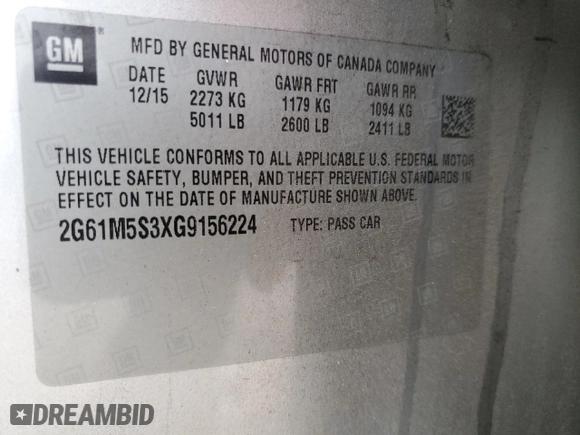 GM
MFD BY GENERAL MOTORS OF CANADA COMPANY
DATE GVWR GAWR FRT GAWR RR
12/15 2273 KG 1179 KG 1094 KG
5011 LB 2600 LB 2411 LB
THIS VEHICLE CONFORMS TO ALL APPLICABLE U.S. FEDERAL MOTOR
VEHICLE SAFETY, BUMPER, AND THEFT PREVENTION STANDARDS IN
EFFECT ON THE DATE OF MANUFACTURE SHOWN ABOVE.
2G61M5S3XG9156224 TYPE: PASS CAR
DREAMBID